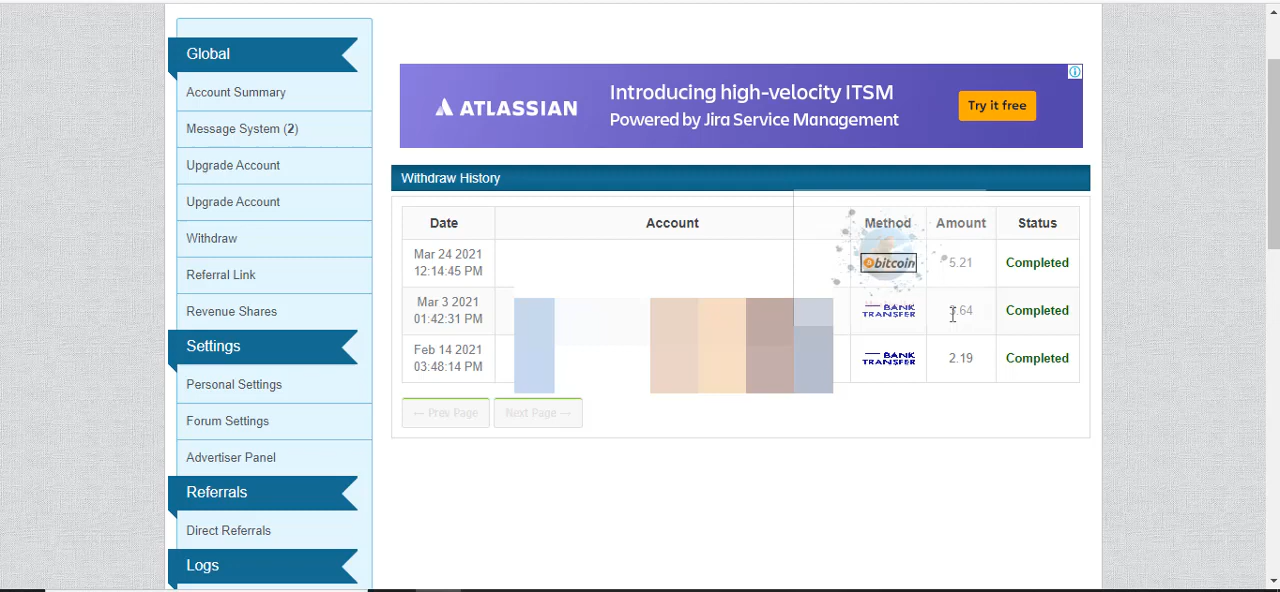 Global
Account Summary
Message System (2)
Upgrade Account
Upgrade Account
Withdraw
Referral Link
Revenue Shares
Settings
Personal Settings
Forum Settings
Advertiser Panel
Referrals
Direct Referrals
Logs
ATLASSIAN
Introducing high-velocity ITSM
Powered by Jira Service Management
Try it free
Withdraw History
Date Account Method Amount Status
Mar 24 2021
12:14:45 PM
bitcoin 5.21 Completed
Mar 3 2021
01:42:31 PM
BANK
TRANSFER
Completed
Feb 14 2021
03:48:14 PM
BANK
TRANSFER
2.19 Completed
← Prev Page Next Page →